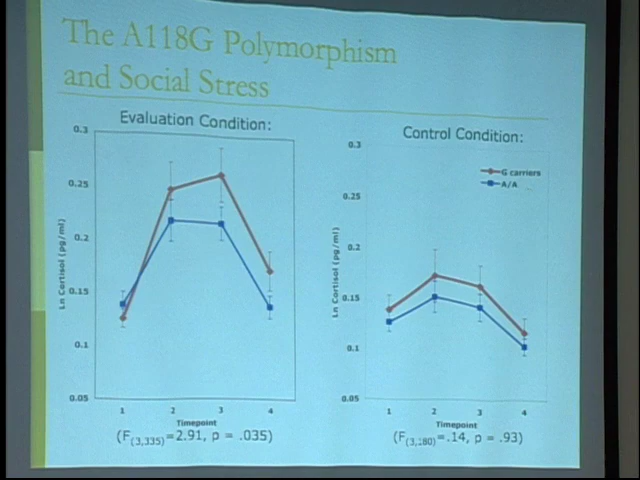 The A118G Polymorphism
and Social Stress
Evaluation Condition:
0.3
0.25
0.2
0.15
0.1
0.05
Ln Cortisol (pg/ml)
1 2 3 4
Timepoint
(F(3,335)=2.91, p = .035)
Control Condition:
0.3
0.25
0.2
0.15
0.1
0.05
Ln Cortisol (pg/ml)
G carriers
A/A
1 2 3 4
Timepoint
(F(3,180)=.14, p = .93)